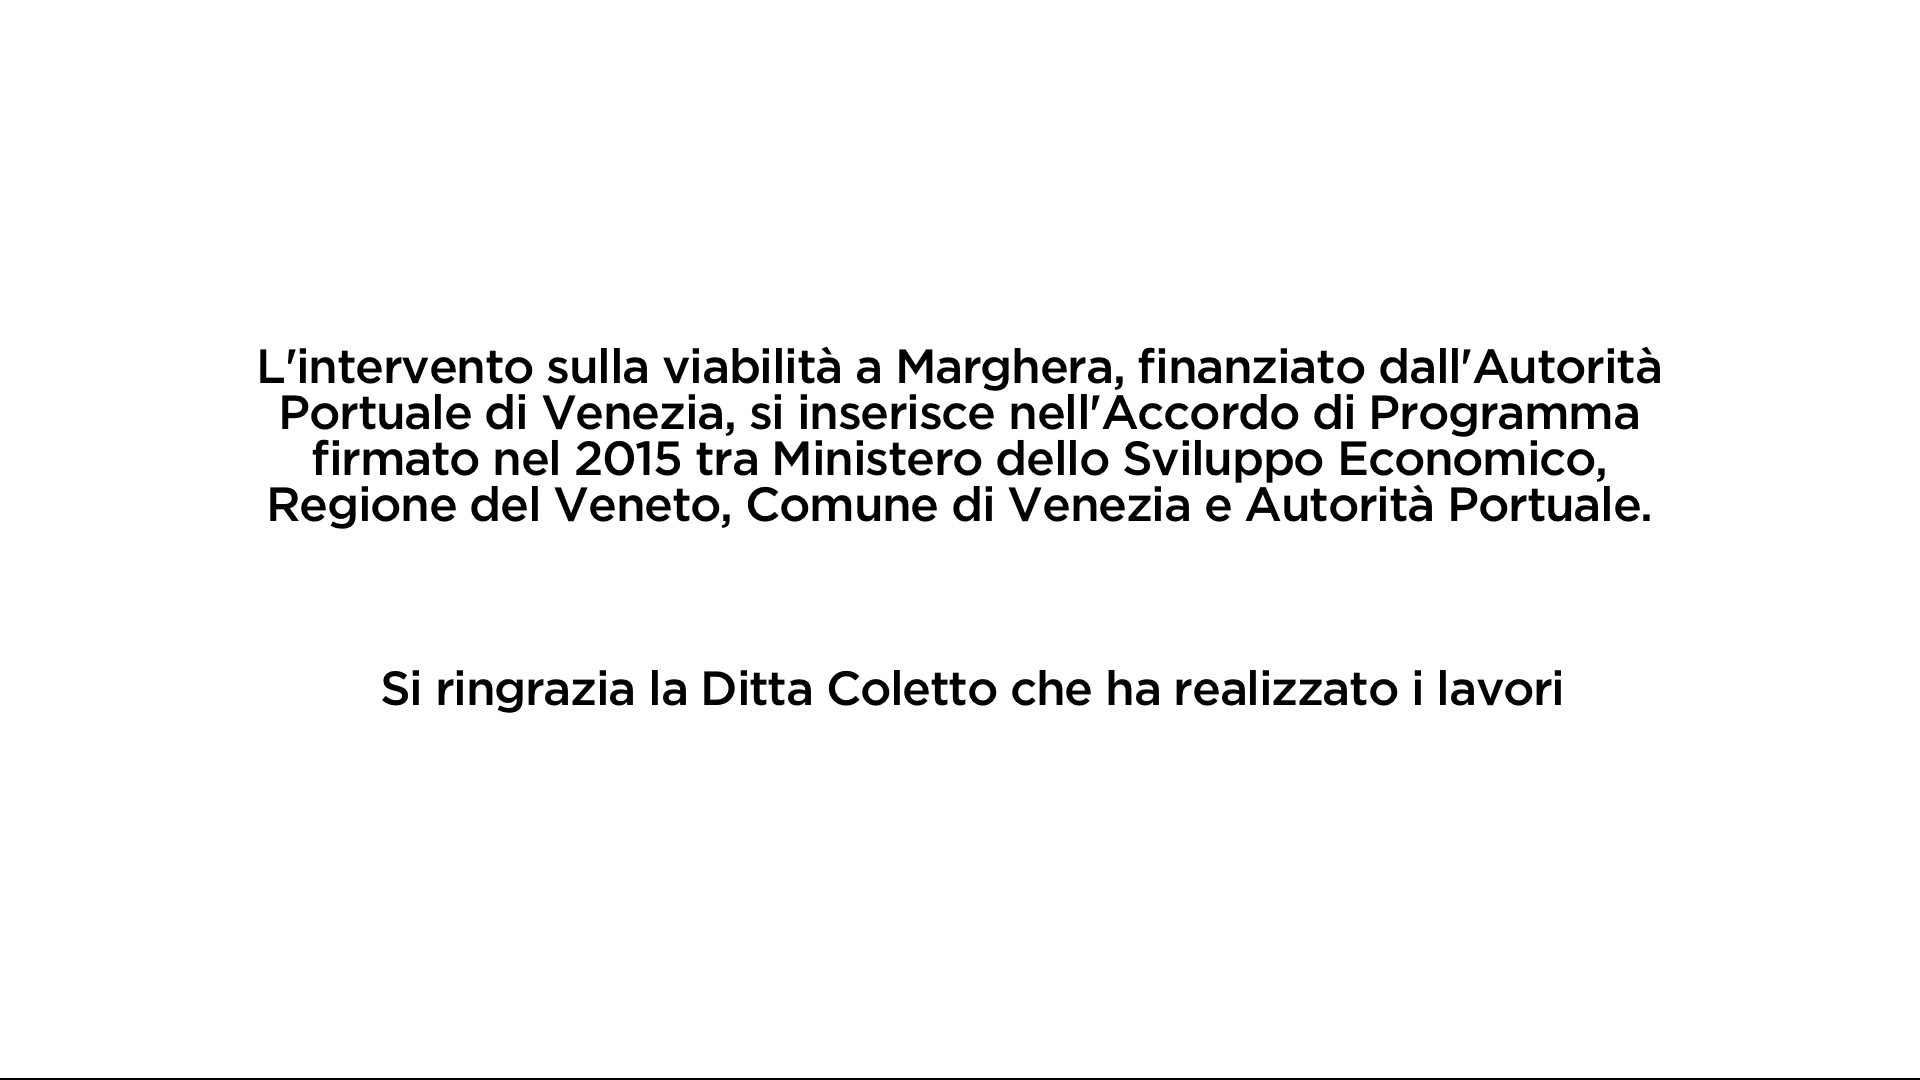 L'intervento sulla viabilità a Marghera, finanziato dall'Autorità
Portuale di Venezia, si inserisce nell'Accordo di Programma
firmato nel 2015 tra Ministero dello Sviluppo Economico,
Regione del Veneto, Comune di Venezia e Autorità Portuale.
Si ringrazia la Ditta Coletto che ha realizzato i lavori